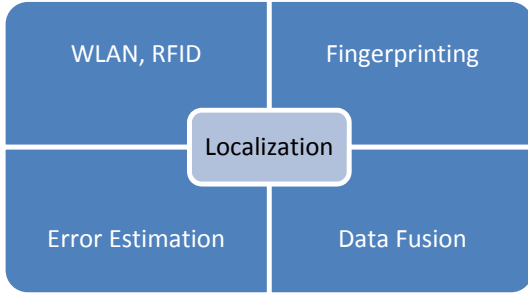 WLAN, RFID
Fingerprinting
Localization
Error Estimation
Data Fusion